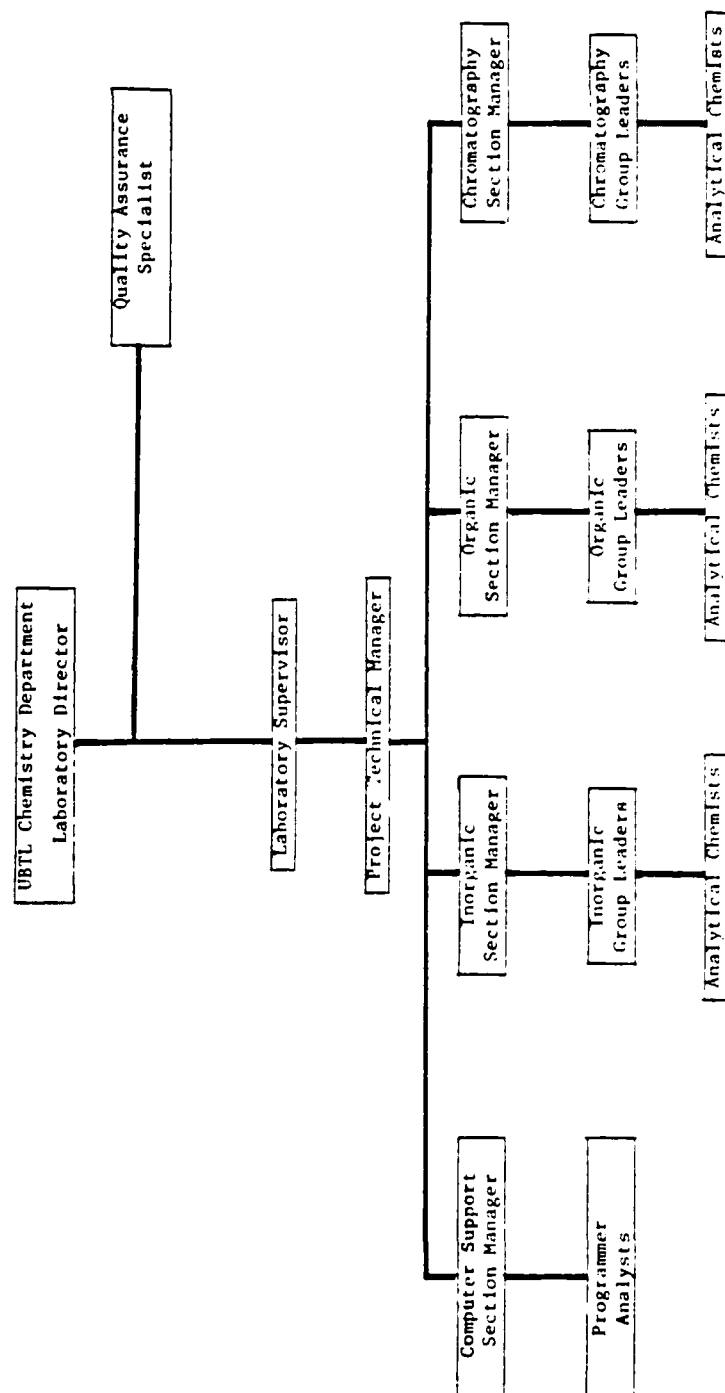 UBTL Chemistry Department
Laboratory Director
Quality Assurance
Specialist
Laboratory Supervisor
Project Technical Manager
Computer Support
Section Manager
Inorganic
Section Manager
Organic
Section Manager
Chromatography
Section Manager
Programmer
Analysts
Inorganic
Group Leaders
Organic
Group Leaders
Chromatography
Group Leaders
Analytical Chemists
Analytical Chemists
Analytical Chemists